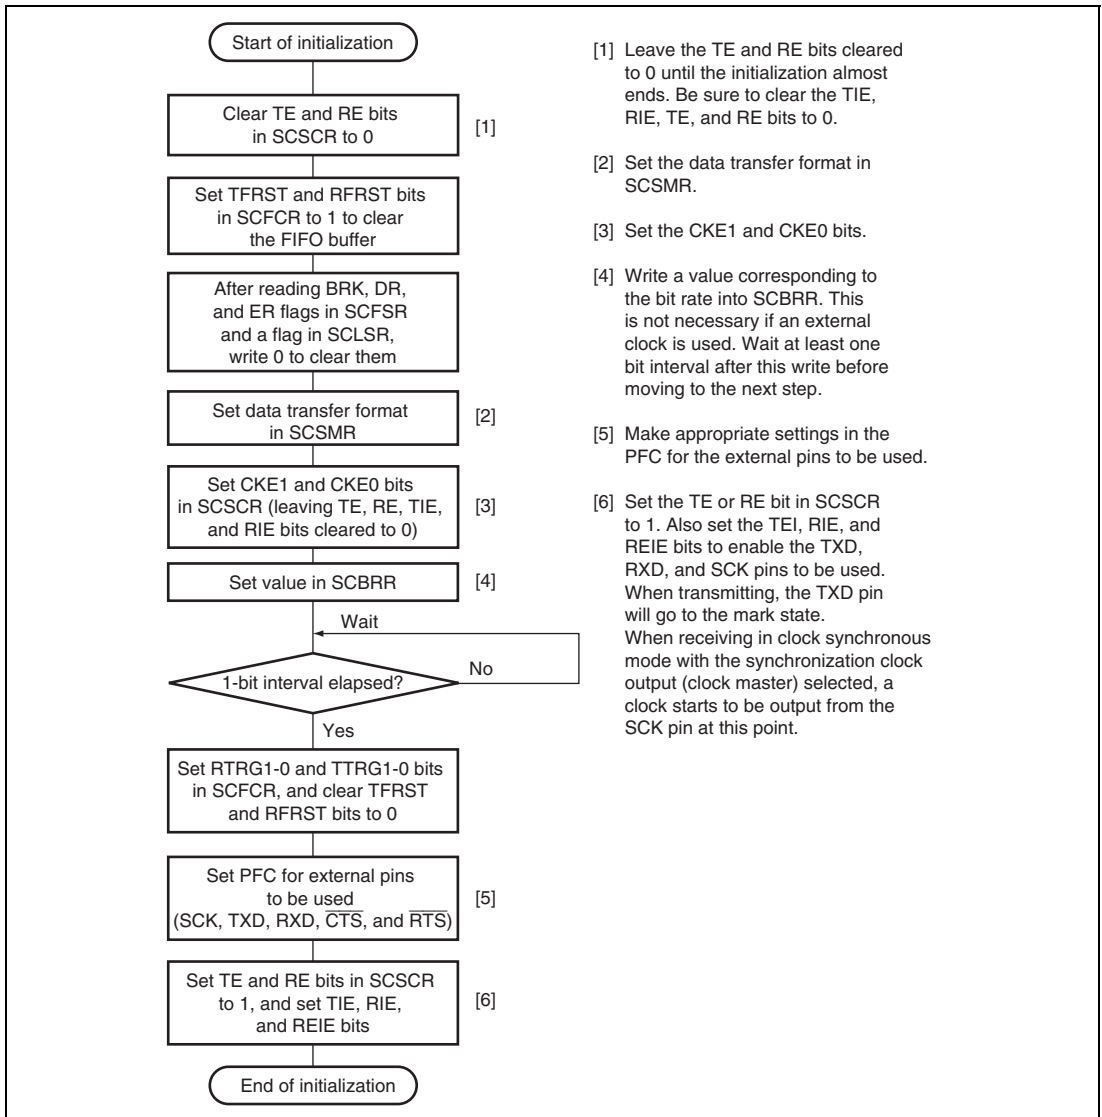 Start of initialization
Clear TE and RE bits
in SCSCR to 0
[1]
Set TFRST and RFRST bits
in SCFCR to 1 to clear
the FIFO buffer
After reading BRK, DR,
and ER flags in SCFSR
and a flag in SCLSR,
write 0 to clear them
Set data transfer format
in SCSMR
[2]
Set CKE1 and CKE0 bits
in SCSCR (leaving TE, RE, TIE,
and RIE bits cleared to 0)
[3]
Set value in SCBRR
[4]
Wait
1-bit interval elapsed?
No
Yes
Set RTRG1-0 and TTRG1-0 bits
in SCFCR, and clear TFRST
and RFRST bits to 0
Set PFC for external pins
to be used
(SCK, TXD, RXD, C̅T̅S̅, and R̅T̅S̅)
[5]
Set TE and RE bits in SCSCR
to 1, and set TIE, RIE,
and REIE bits
[6]
End of initialization
[1] Leave the TE and RE bits cleared
to 0 until the initialization almost
ends. Be sure to clear the TIE,
RIE, TE, and RE bits to 0.
[2] Set the data transfer format in
SCSMR.
[3] Set the CKE1 and CKE0 bits.
[4] Write a value corresponding to
the bit rate into SCBRR. This
is not necessary if an external
clock is used. Wait at least one
bit interval after this write before
moving to the next step.
[5] Make appropriate settings in the
PFC for the external pins to be used.
[6] Set the TE or RE bit in SCSCR
to 1. Also set the TEI, RIE, and
REIE bits to enable the TXD,
RXD, and SCK pins to be used.
When transmitting, the TXD pin
will go to the mark state.
When receiving in clock synchronous
mode with the synchronization clock
output (clock master) selected, a
clock starts to be output from the
SCK pin at this point.